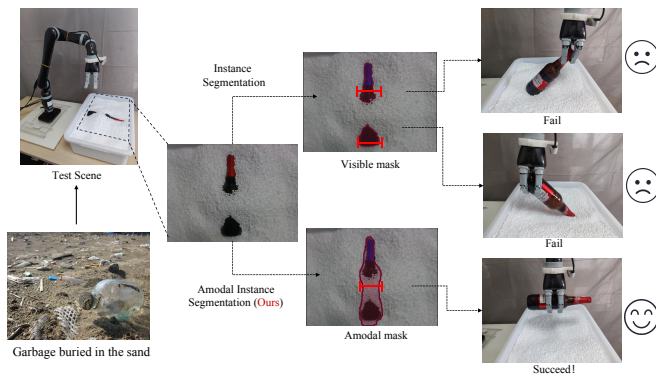 Instance
Segmentation
Fail
Visible mask
Test Scene
Fail
Amodal Instance
Segmentation (Ours)
Amodal mask
Garbage buried in the sand
Succeed!